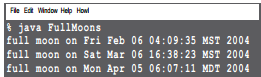 File Edit Window Help Howl
% java FullMoons
full moon on Fri Feb 06 04:09:35 MST 2004
full moon on Sat Mar 06 16:38:23 MST 2004
full moon on Mon Apr 05 06:07:11 MDT 2004